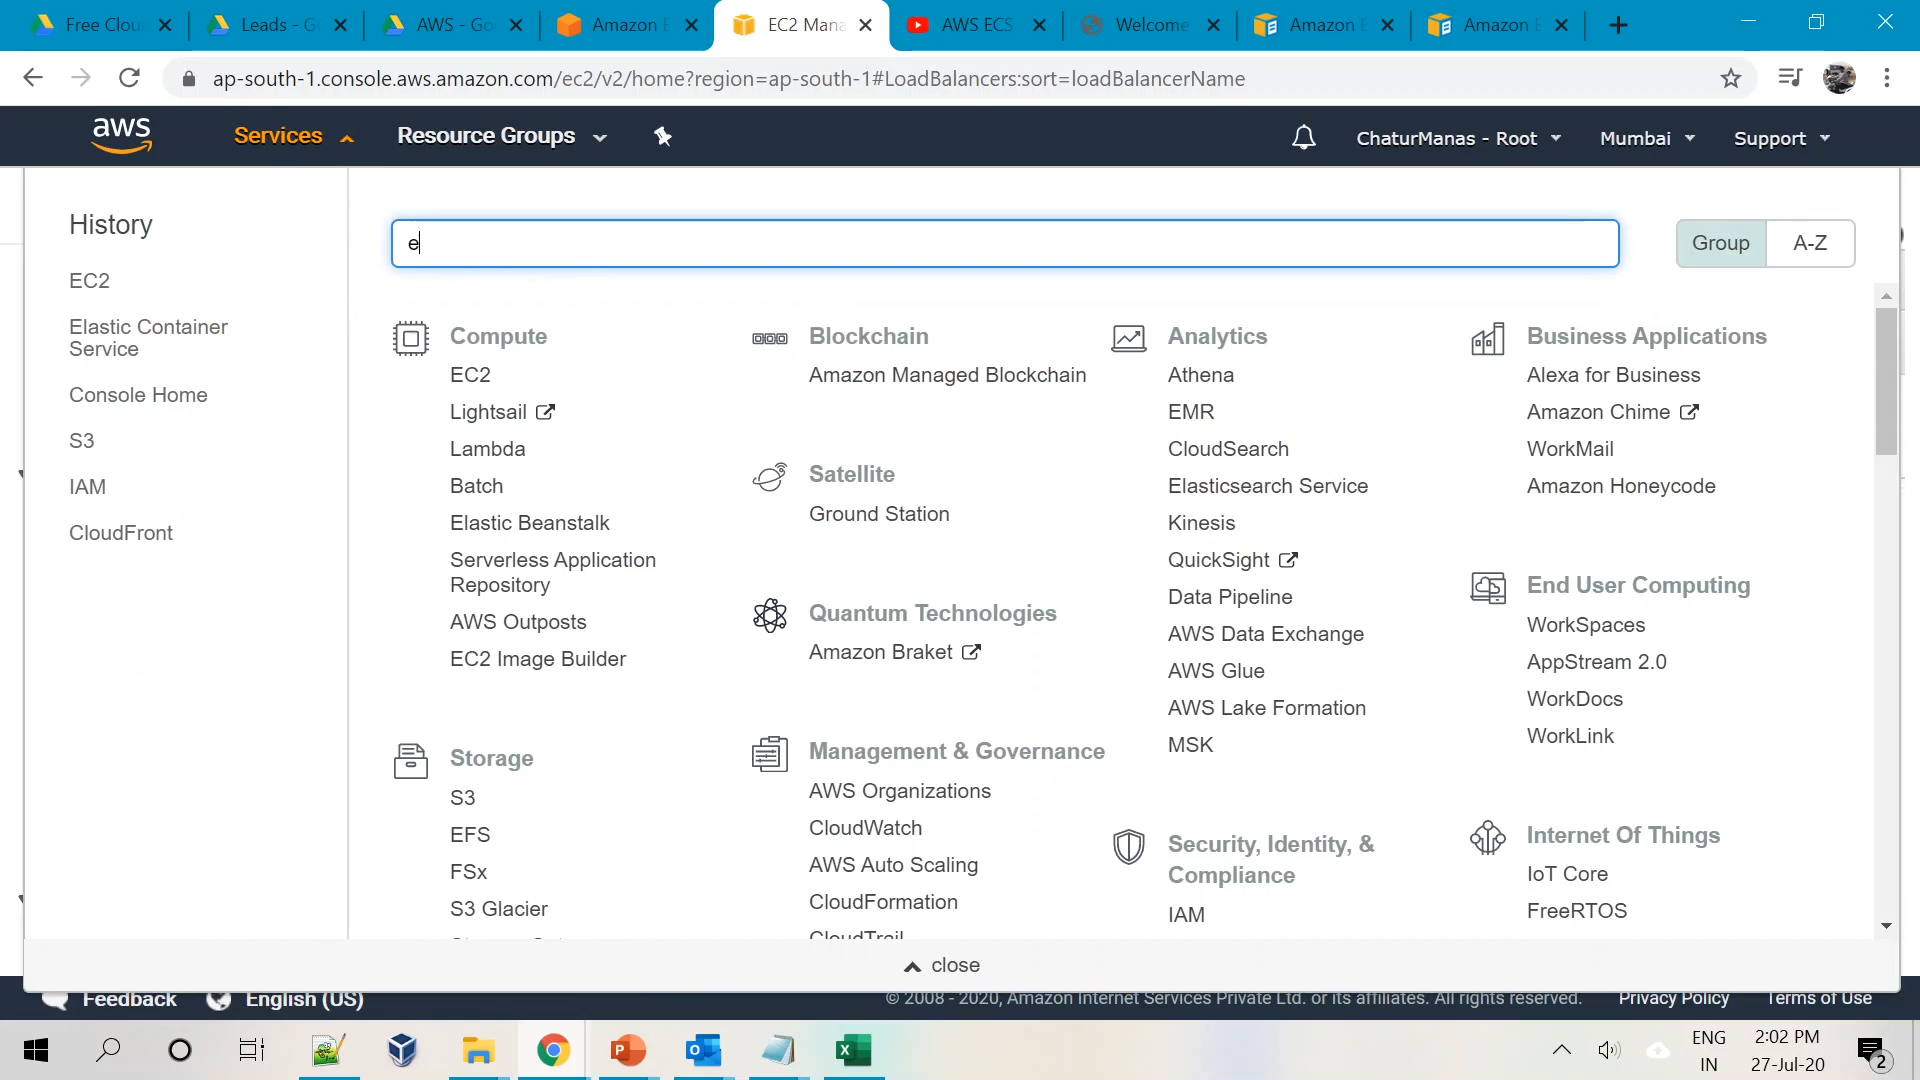 Free Clou
Leads - G
AWS - Go
Amazon E
EC2 Mana
AWS ECS
Welcome
Amazon E
Amazon E
ap-south-1.console.aws.amazon.com/ec2/v2/home?region=ap-south-1#LoadBalancers:sort=loadBalancerName
aws
Services
Resource Groups
ChaturManas - Root
Mumbai
Support
History
EC2
Elastic Container
Service
Console Home
S3
IAM
CloudFront
e
Group
A-Z
Compute
EC2
Lightsail
Lambda
Batch
Elastic Beanstalk
Serverless Application
Repository
AWS Outposts
EC2 Image Builder
Storage
S3
EFS
FSx
S3 Glacier
Blockchain
Amazon Managed Blockchain
Satellite
Ground Station
Quantum Technologies
Amazon Braket
Management & Governance
AWS Organizations
CloudWatch
AWS Auto Scaling
CloudFormation
CloudTrail
Analytics
Athena
EMR
CloudSearch
Elasticsearch Service
Kinesis
QuickSight
Data Pipeline
AWS Data Exchange
AWS Glue
AWS Lake Formation
MSK
Security, Identity, &
Compliance
IAM
Business Applications
Alexa for Business
Amazon Chime
WorkMail
Amazon Honeycode
End User Computing
WorkSpaces
AppStream 2.0
WorkDocs
WorkLink
Internet Of Things
IoT Core
FreeRTOS
close
Feedback
English (US)
© 2008 - 2020, Amazon Internet Services Private Ltd. or its affiliates. All rights reserved.
Privacy Policy
Terms of Use
ENG
IN
2:02 PM
27-Jul-20
2